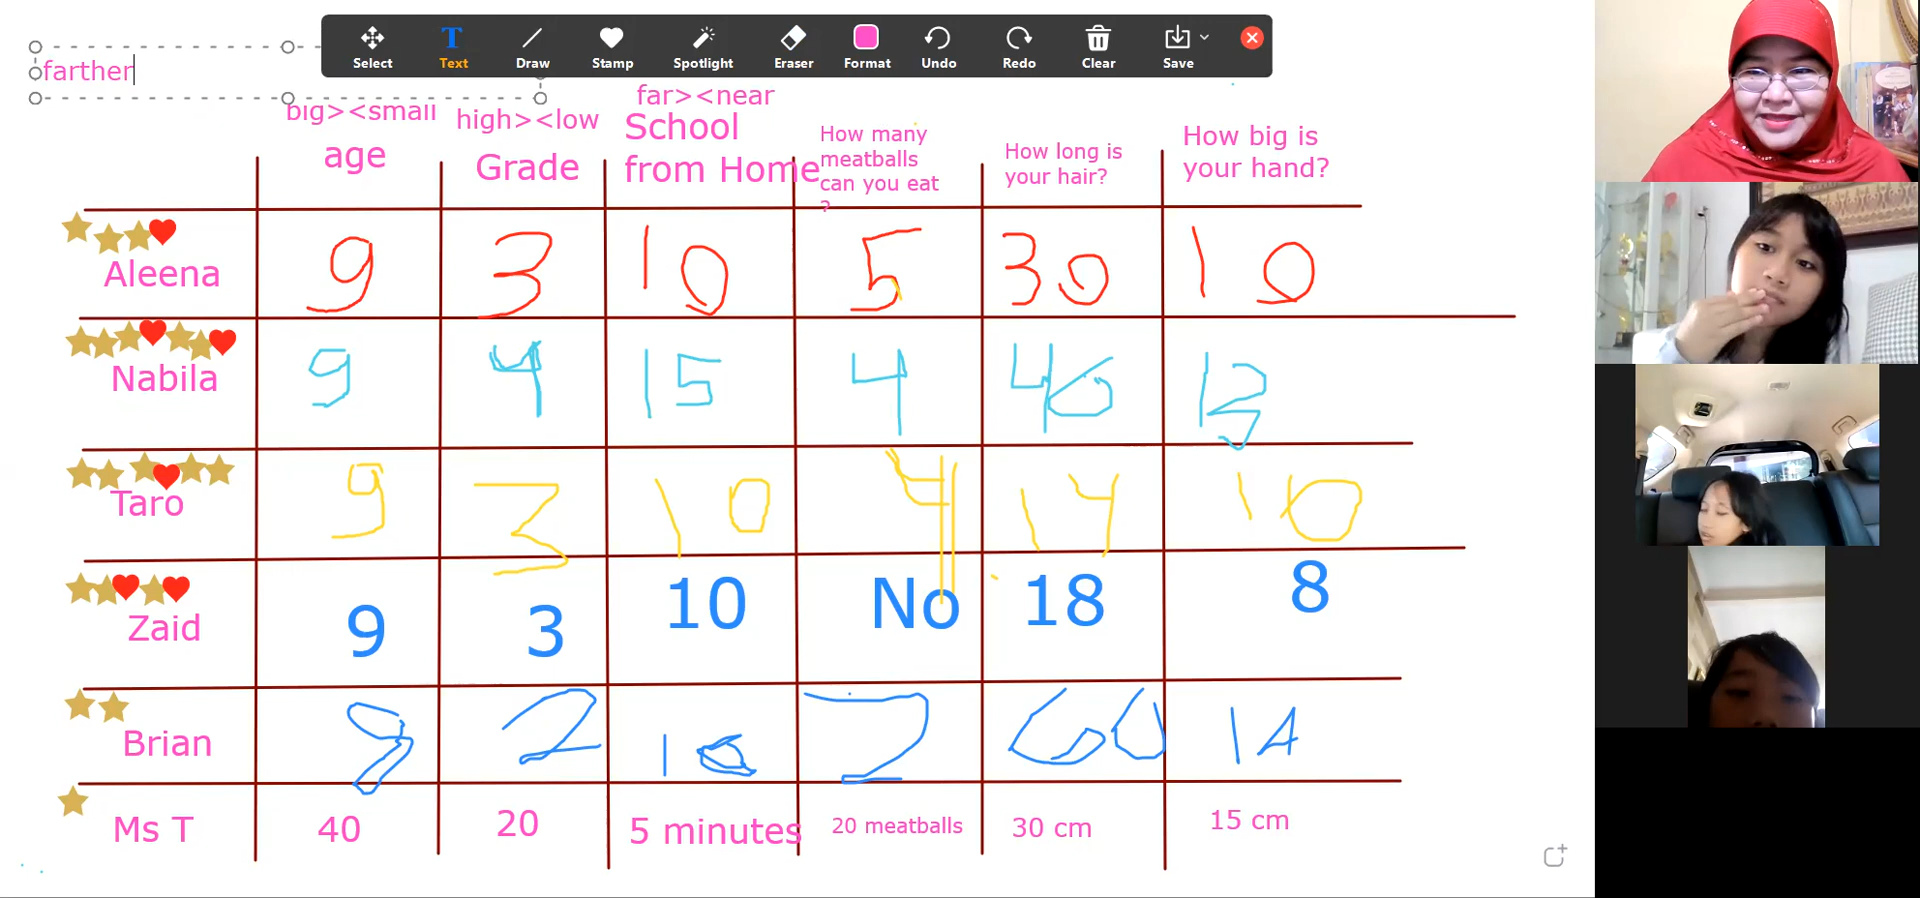 farther
Select Text Draw Stamp Spotlight Eraser Format Undo Redo Clear Save
big><small
age
high><low
Grade
far><near
School
from Home
How many
meatballs
can you eat
?
How long is
your hair?
How big is
your hand?
Aleena 9 3 10 5 30 10
Nabila 9 4 15 4
Taro 9 3 10 4 14 10
Zaid 9 3 10 No 18 8
Brian 8 2 10 2 60 14
Ms T 40 20 5 minutes 20 meatballs 30 cm 15 cm